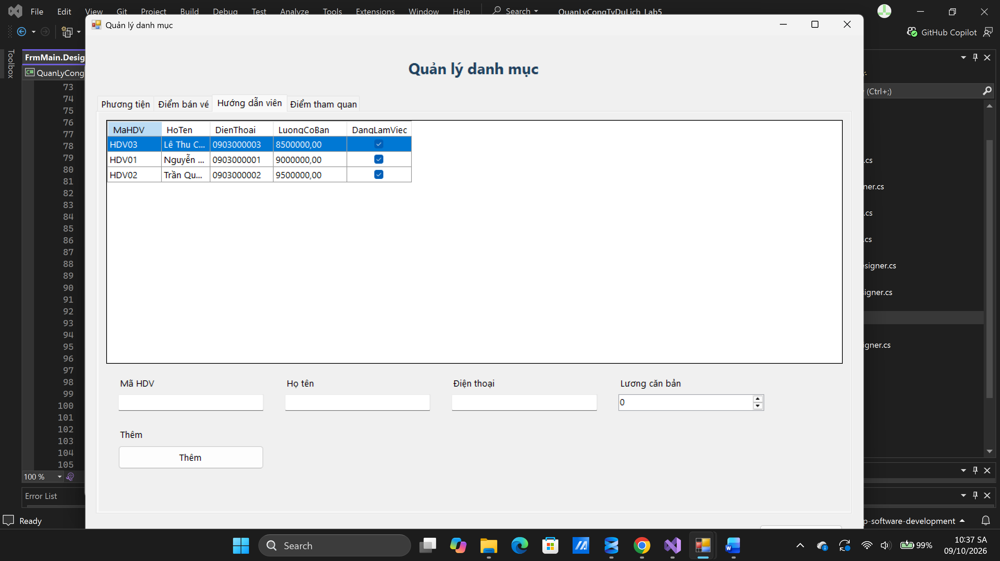 File Edit View Git Project Build Debug Test Analyze Tools Extensions Window Help Search QuanLyCongTyDuLich_Lab5
Quản lý danh mục
GitHub Copilot
Toolbox
FrmMain.Desig
QuanLyCong
(Ctrl+;)
Quản lý danh mục
Phương tiện Điểm bán vé Hướng dẫn viên Điểm tham quan
MaHDV HoTen DienThoai LuongCoBan DangLamViec
HDV03 Lê Thu C... 0903000003 8500000,00
HDV01 Nguyễn ... 0903000001 9000000,00
HDV02 Trần Qu... 0903000002 9500000,00
73
74
75
76
77
78
79
80
81
82
83
84
85
86
87
88
89
90
91
92
93
94
95
96
97
98
99
100
101
102
103
104
105
.cs
ner.cs
.cs
.cs
esigner.cs
igner.cs
igner.cs
Mã HDV Họ tên Điện thoại Lương căn bản
0
Thêm
Thêm
100 %
Error List
Ready
p-software-development
Search
99%
10:37 SA
09/10/2026